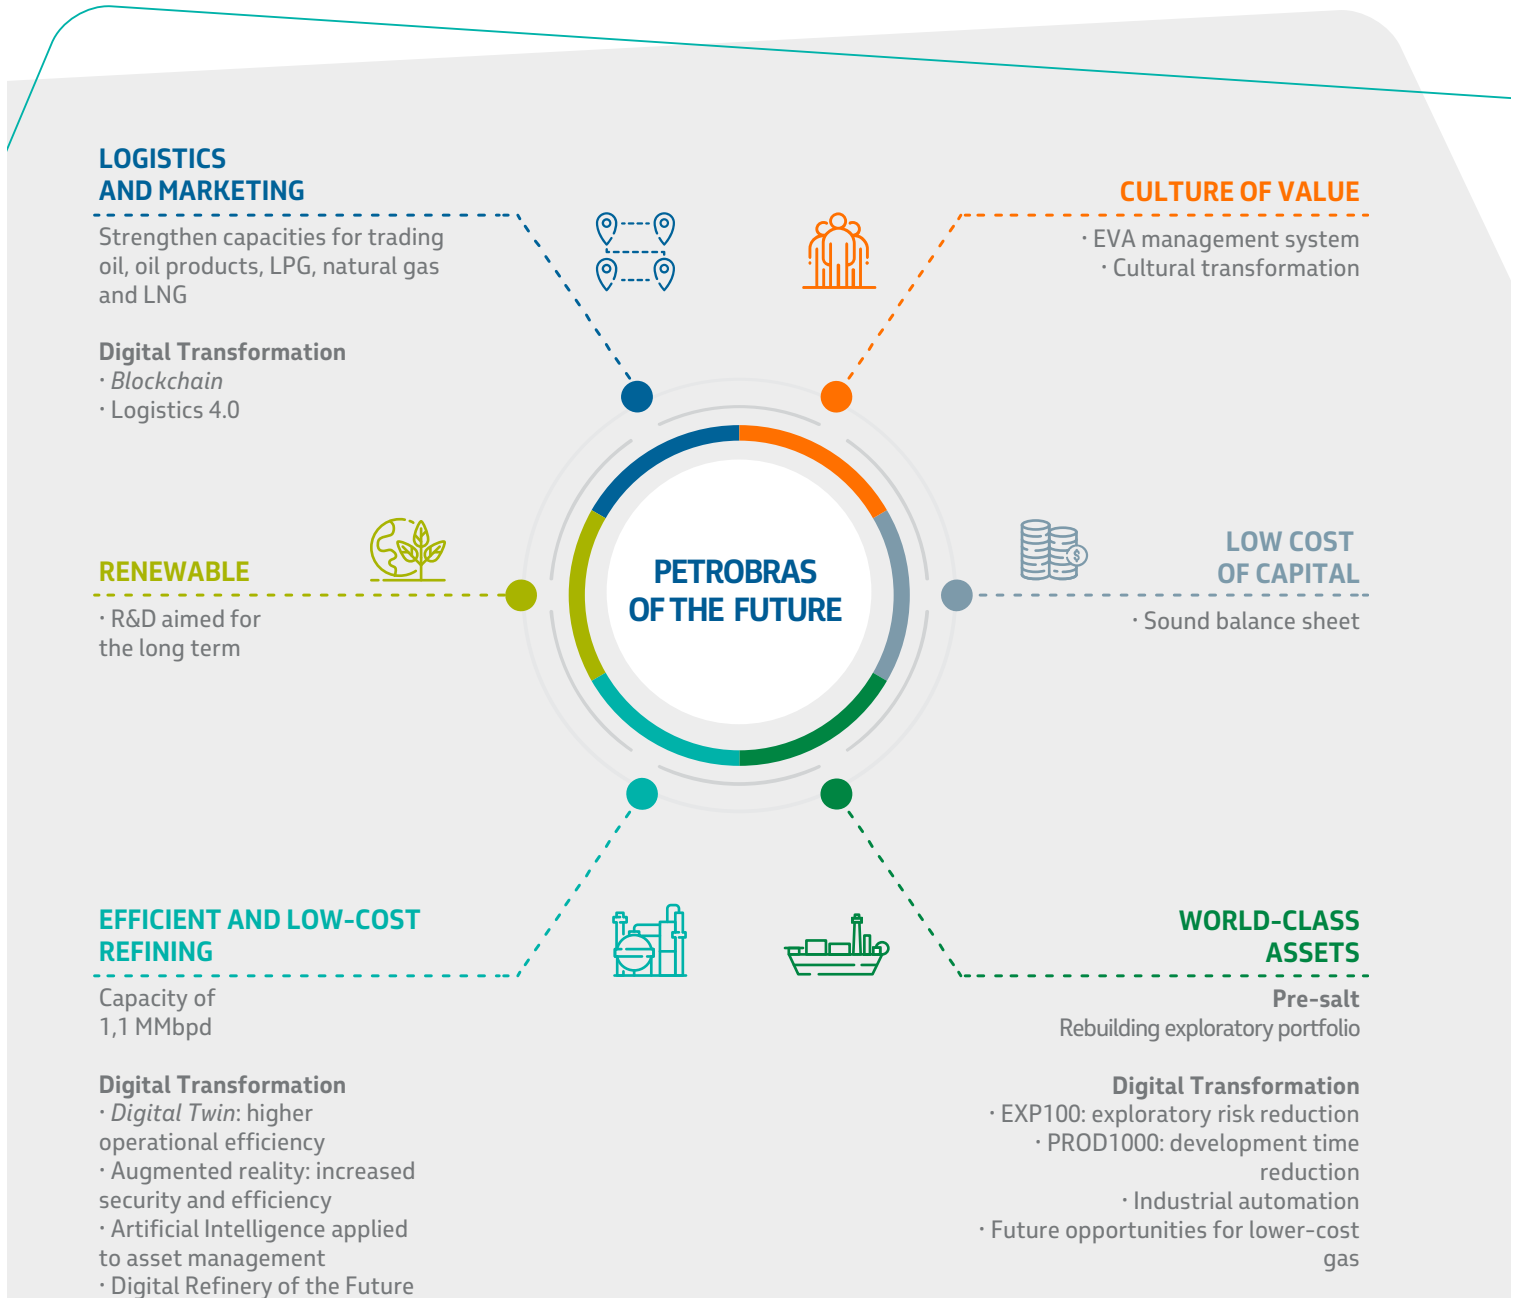 LOGISTICS
AND MARKETING
Strengthen capacities for trading
oil, oil products, LPG, natural gas
and LNG
Digital Transformation
· Blockchain
· Logistics 4.0
CULTURE OF VALUE
· EVA management system
· Cultural transformation
RENEWABLE
· R&D aimed for
the long term
PETROBRAS
OF THE FUTURE
$
LOW COST
OF CAPITAL
· Sound balance sheet
EFFICIENT AND LOW-COST
REFINING
Capacity of
1,1 MMbpd
Digital Transformation
· Digital Twin: higher
operational efficiency
· Augmented reality: increased
security and efficiency
· Artificial Intelligence applied
to asset management
· Digital Refinery of the Future
WORLD-CLASS
ASSETS
Pre-salt
Rebuilding exploratory portfolio
Digital Transformation
· EXP100: exploratory risk reduction
· PROD1000: development time
reduction
· Industrial automation
· Future opportunities for lower-cost
gas